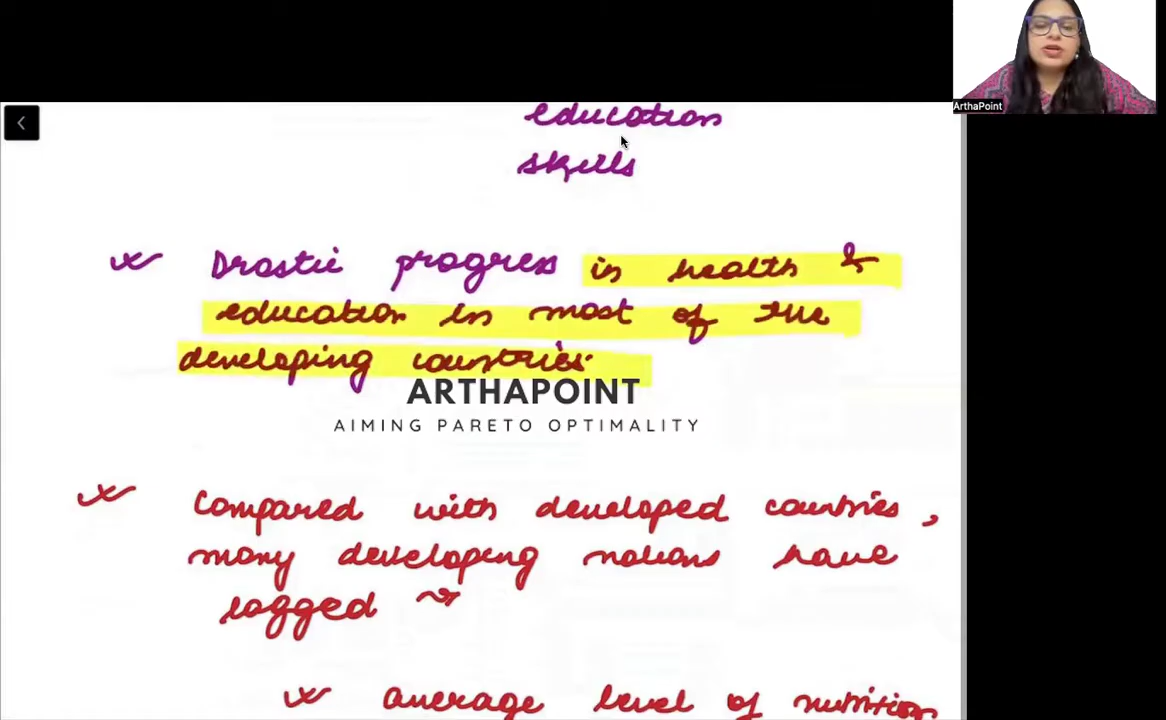 ArthaPoint
education
skills
Drastic progress in health &
education in most of the
developing countries.
ARTHAPOINT
AIMING PARETO OPTIMALITY
Compared with developed countries,
many developing nations have
lagged
average level of nutrition